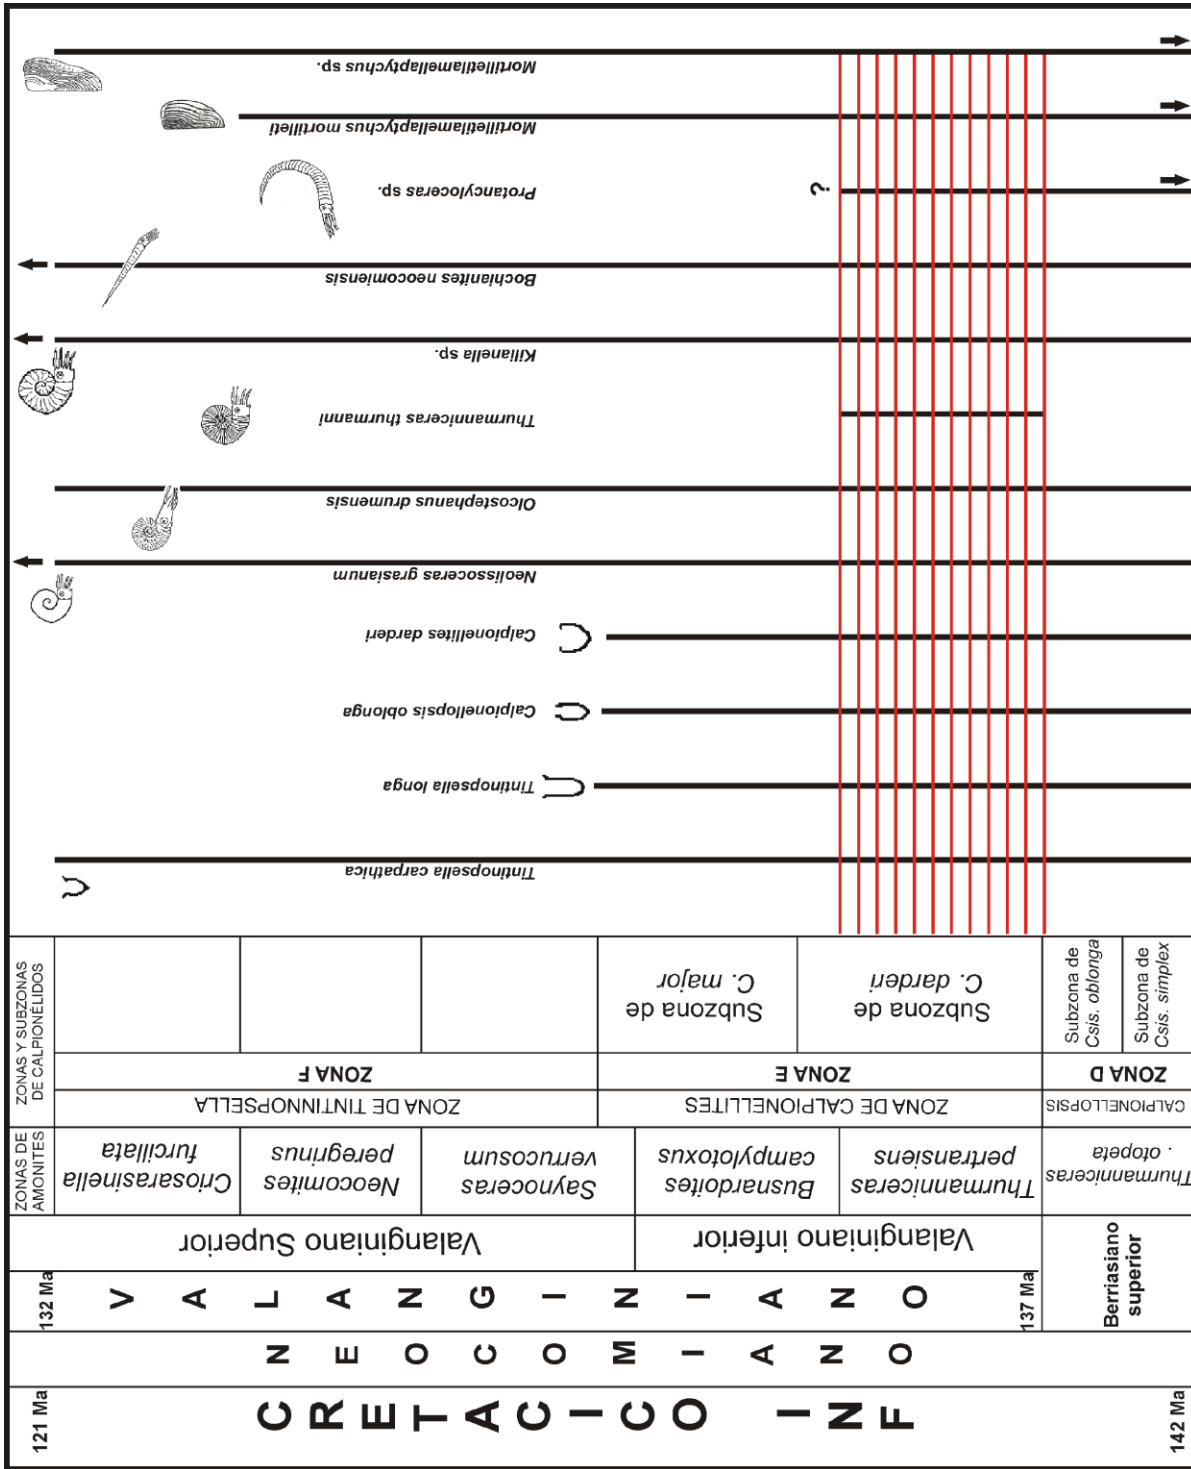 121 Ma
CRETACICO INF
142 Ma
NEOCOMIANO
132 Ma
VALANGINIANO
137 Ma
Valanginiano Superior
Valanginiano inferior
Berriasiano
superior
ZONAS DE
AMONITES
Criosarasinella
furcillata
Neocomites
peregrinus
Saynoceras
verrucosum
Busnardoites
campylotoxus
Thurmanniceras
pertransiens
Thurmanniceras
. otopeta
ZONAS Y SUBZONAS
DE CALPIONÉLIDOS
ZONA DE TINTINNOPSELLA
ZONA DE CALPIONELLITES
CALPIONELLOPSIS
ZONA F
ZONA E
ZONA D
Subzona de
C. major
Subzona de
C. darderi
Subzona de
Csis. oblonga
Subzona de
Csis. simplex
Tintinopsella carpathica
Tintinopsella longa
Calpionellopsis oblonga
Calpionellites darderi
Neolissoceras grasianum
Olcostephanus drumensis
Thurmanniceras thurmanni
Kilianella sp.
Bochianites neocomiensis
Protancyloceras sp.
?
Mortilletilamellaptychus mortilleti
Mortilletilamellaptychus sp.